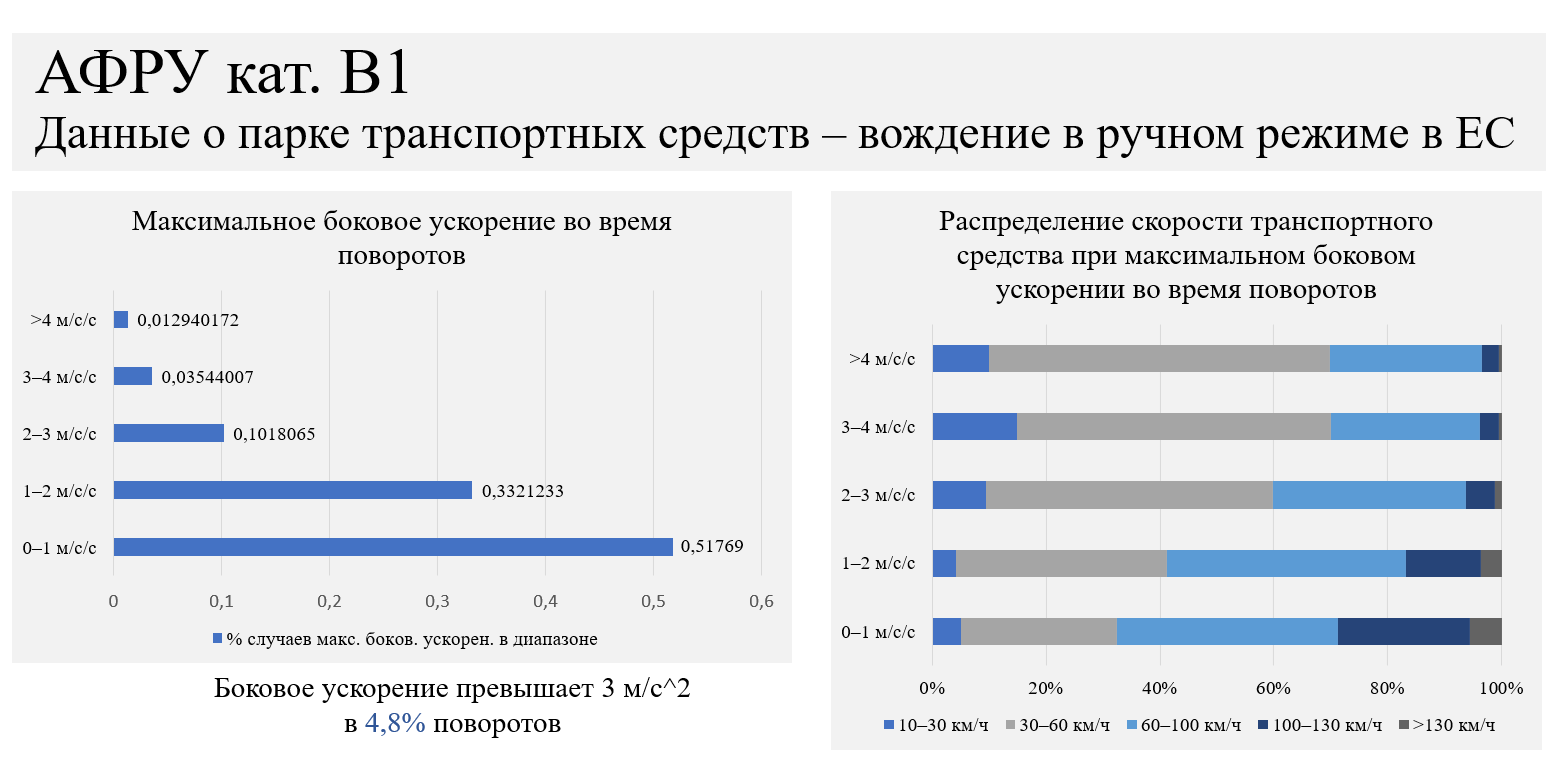 АФРУ кат. B1
Данные о парке транспортных средств – вождение в ручном режиме в ЕС
Максимальное боковое ускорение во время
поворотов
>4 м/с/с
0,012940172
3–4 м/с/с
0,03544007
2–3 м/с/с
0,1018065
1–2 м/с/с
0,3321233
0–1 м/с/с
0,51769
0 0,1 0,2 0,3 0,4 0,5 0,6
% случаев макс. боков. ускорен. в диапазоне
Боковое ускорение превышает 3 м/с^2
в 4,8% поворотов
Распределение скорости транспортного
средства при максимальном боковом
ускорении во время поворотов
>4 м/с/с
3–4 м/с/с
2–3 м/с/с
1–2 м/с/с
0–1 м/с/с
0% 20% 40% 60% 80% 100%
10–30 км/ч 30–60 км/ч 60–100 км/ч 100–130 км/ч >130 км/ч